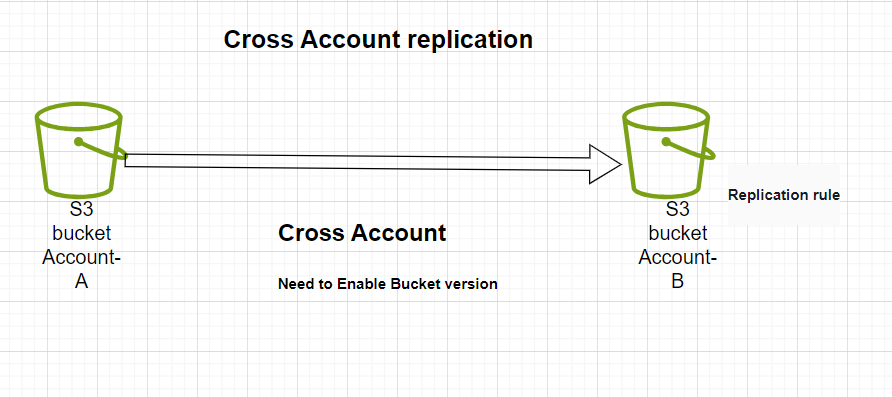 Cross Account replication
S3
bucket
Account-
A
S3
bucket
Account-
B
Replication rule
Cross Account
Need to Enable Bucket version